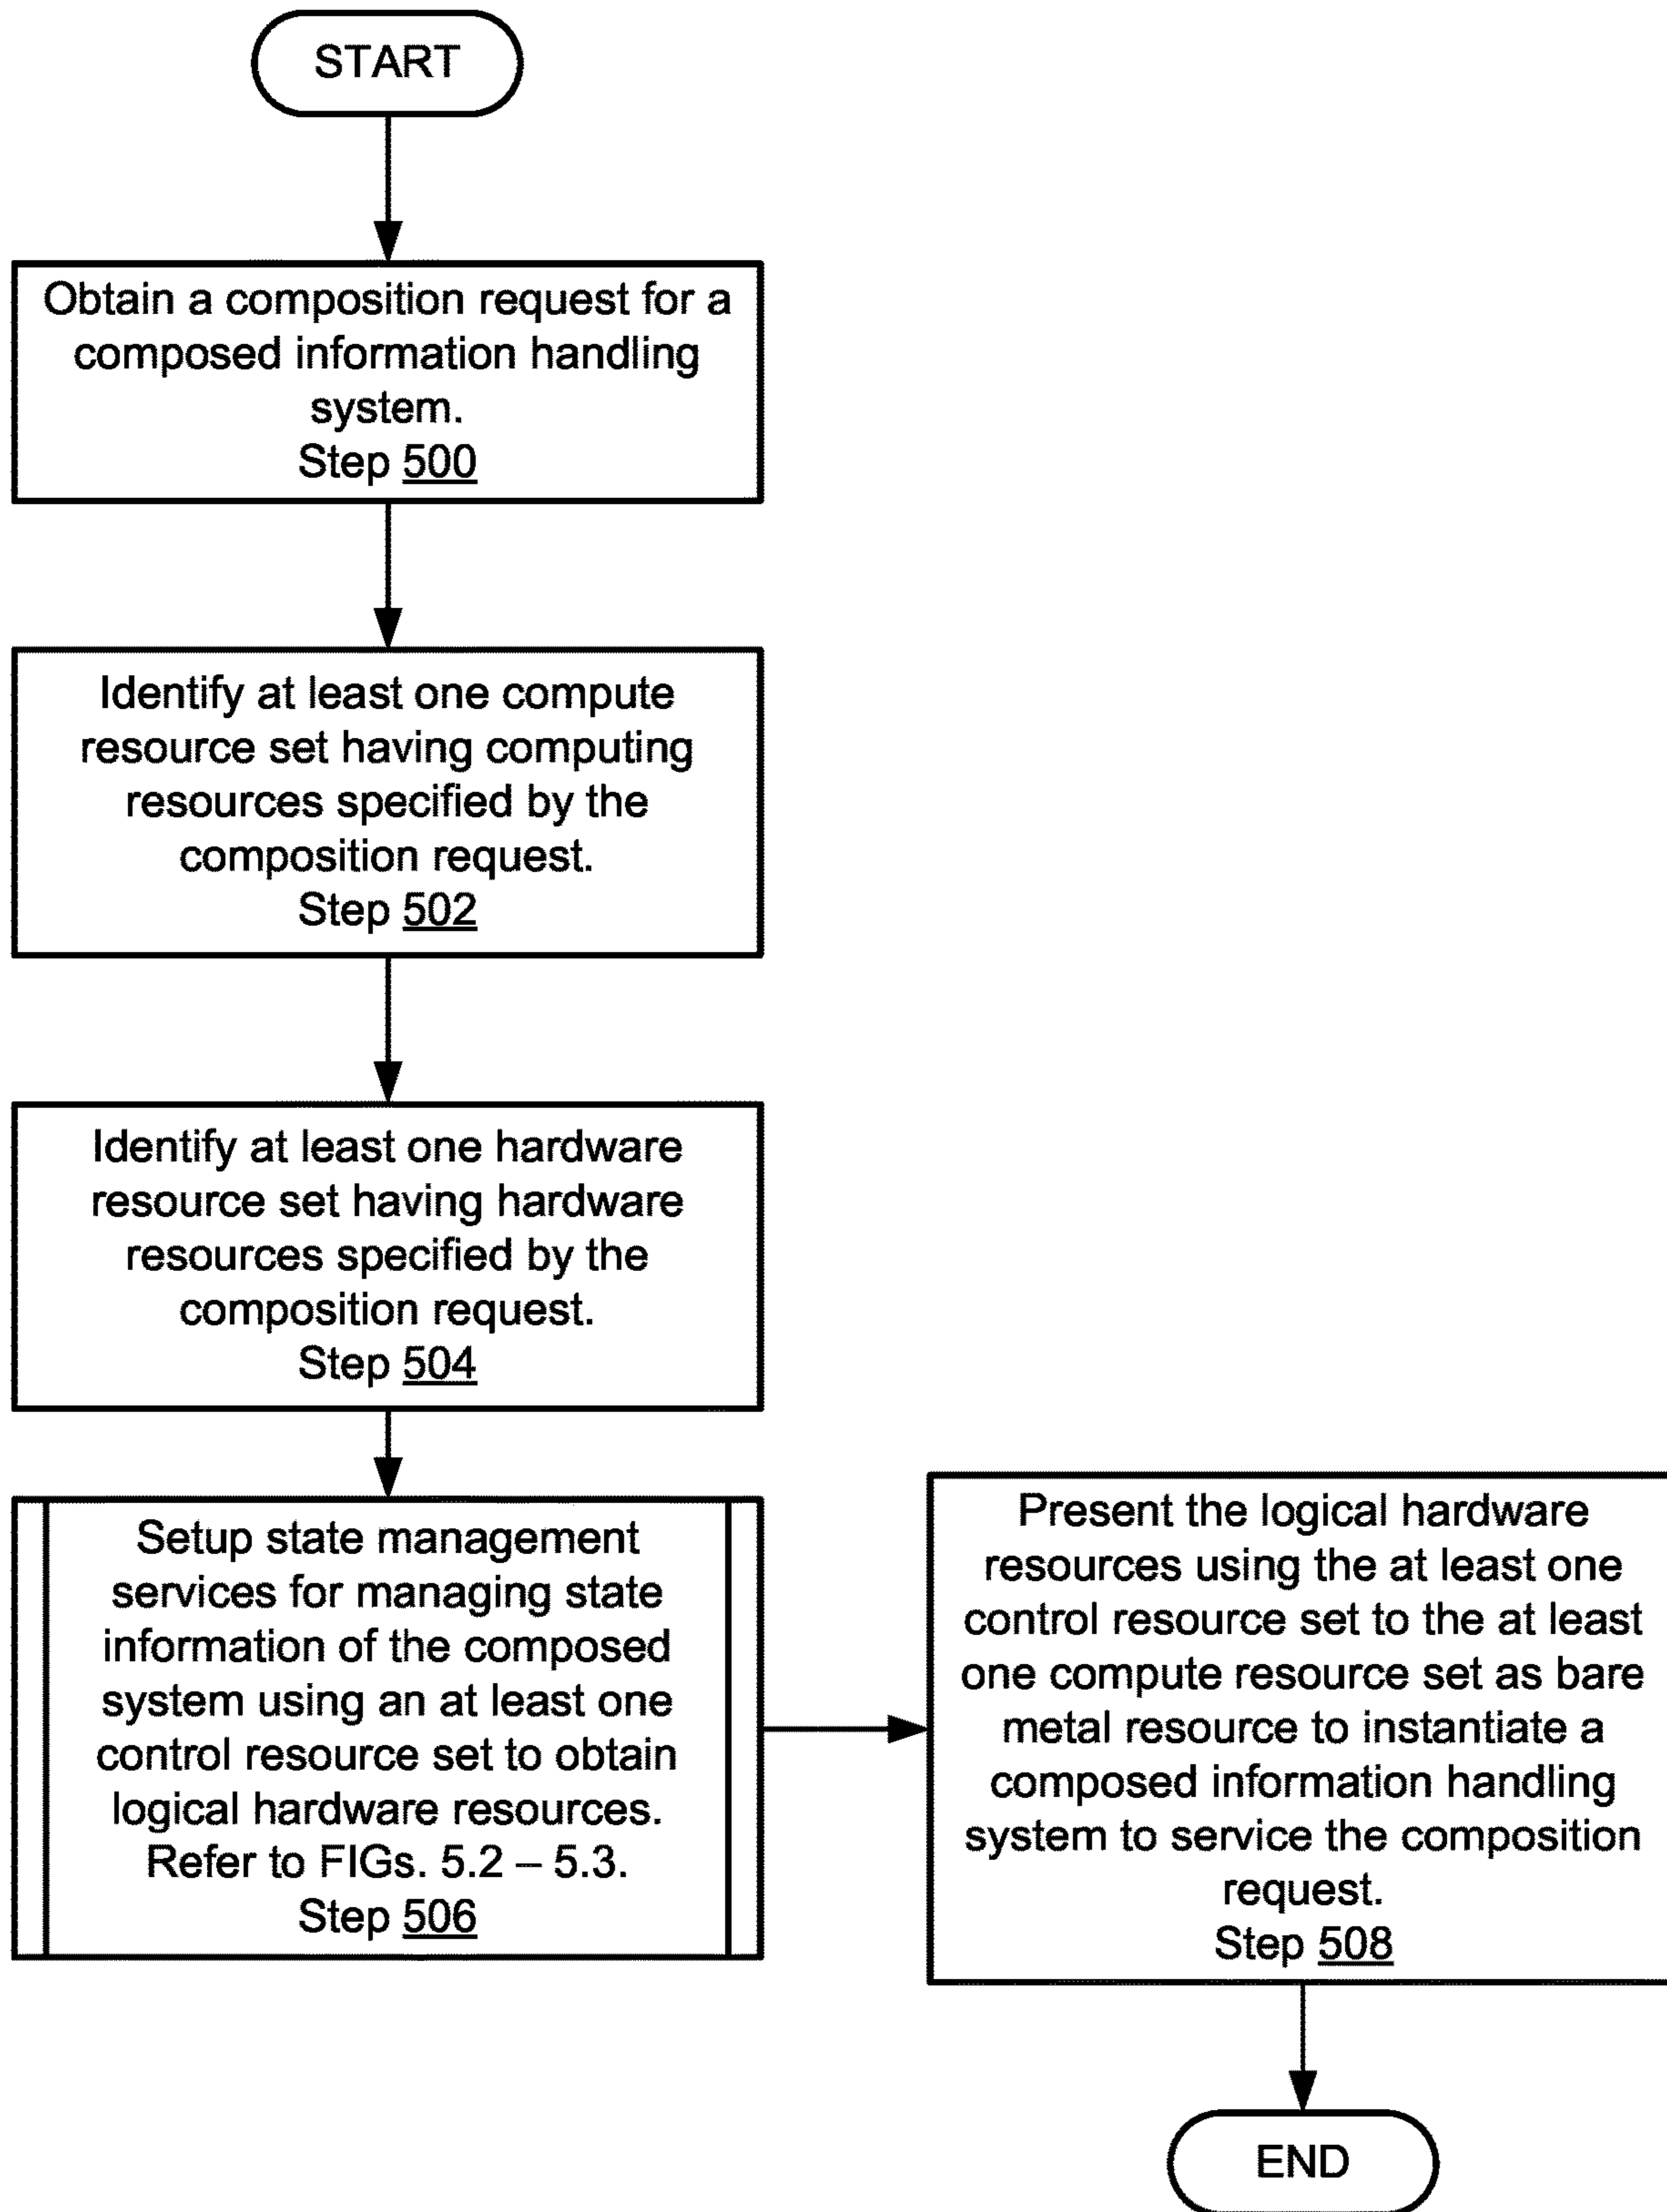 START
Obtain a composition request for a
composed information handling
system.
Step 500
Identify at least one compute
resource set having computing
resources specified by the
composition request.
Step 502
Identify at least one hardware
resource set having hardware
resources specified by the
composition request.
Step 504
Setup state management
services for managing state
information of the composed
system using an at least one
control resource set to obtain
logical hardware resources.
Refer to FIGs. 5.2 – 5.3.
Step 506
Present the logical hardware
resources using the at least one
control resource set to the at least
one compute resource set as bare
metal resource to instantiate a
composed information handling
system to service the composition
request.
Step 508
END